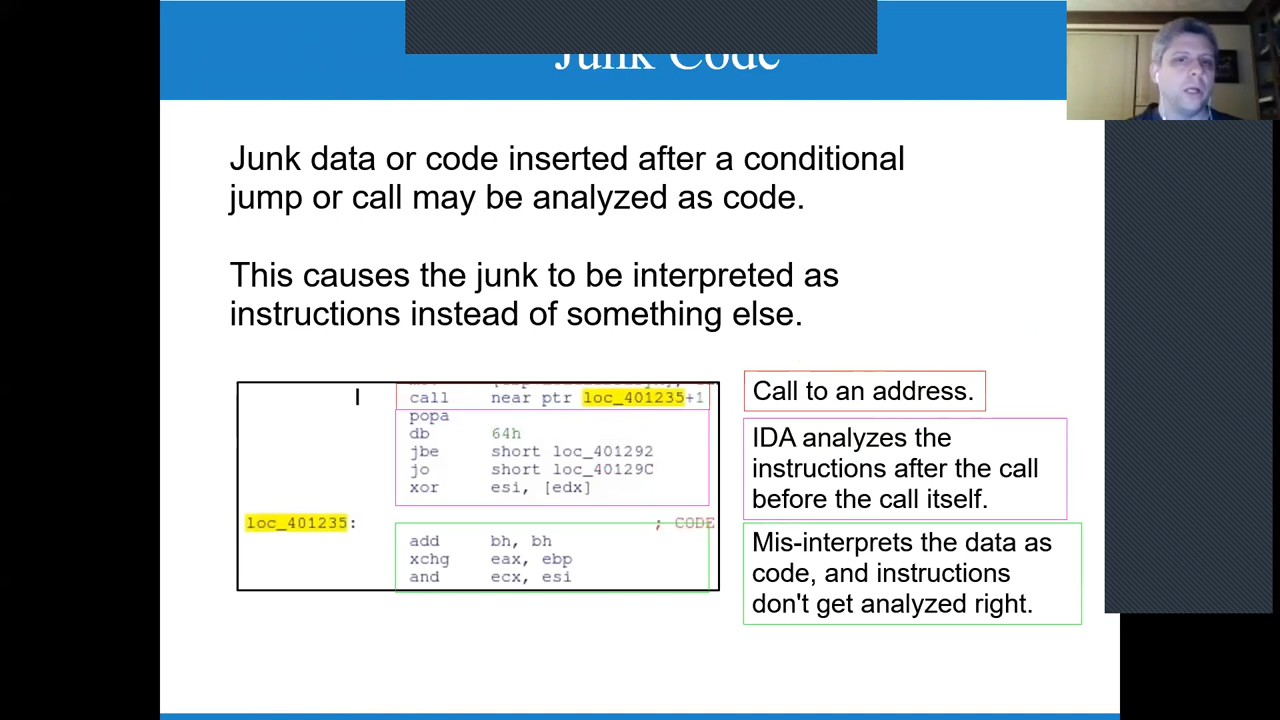 Junk Code
Junk data or code inserted after a conditional
jump or call may be analyzed as code.
This causes the junk to be interpreted as
instructions instead of something else.
call near ptr loc_401235+1
popa
db 64h
jbe short loc_401292
jo short loc_40129C
xor esi, [edx]
loc_401235: ; CODE
add bh, bh
xchg eax, ebp
and ecx, esi
Call to an address.
IDA analyzes the
instructions after the call
before the call itself.
Mis-interprets the data as
code, and instructions
don't get analyzed right.